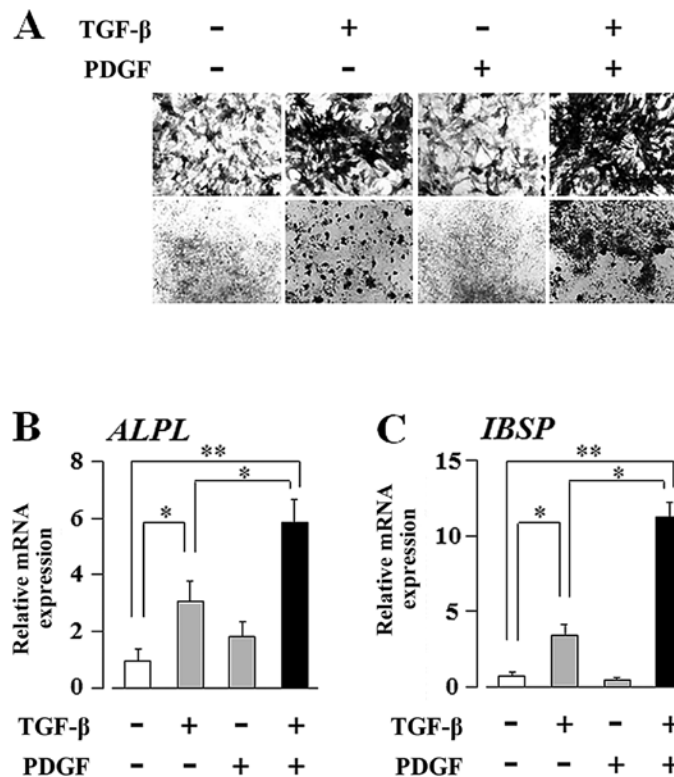 A
TGF-β - + - +
PDGF - - + +
B ALPL
Relative mRNA expression
8
6
4
2
0
**
*
*
TGF-β - + - +
PDGF - - + +
C IBSP
Relative mRNA expression
15
10
5
0
**
*
*
TGF-β - + - +
PDGF - - + +